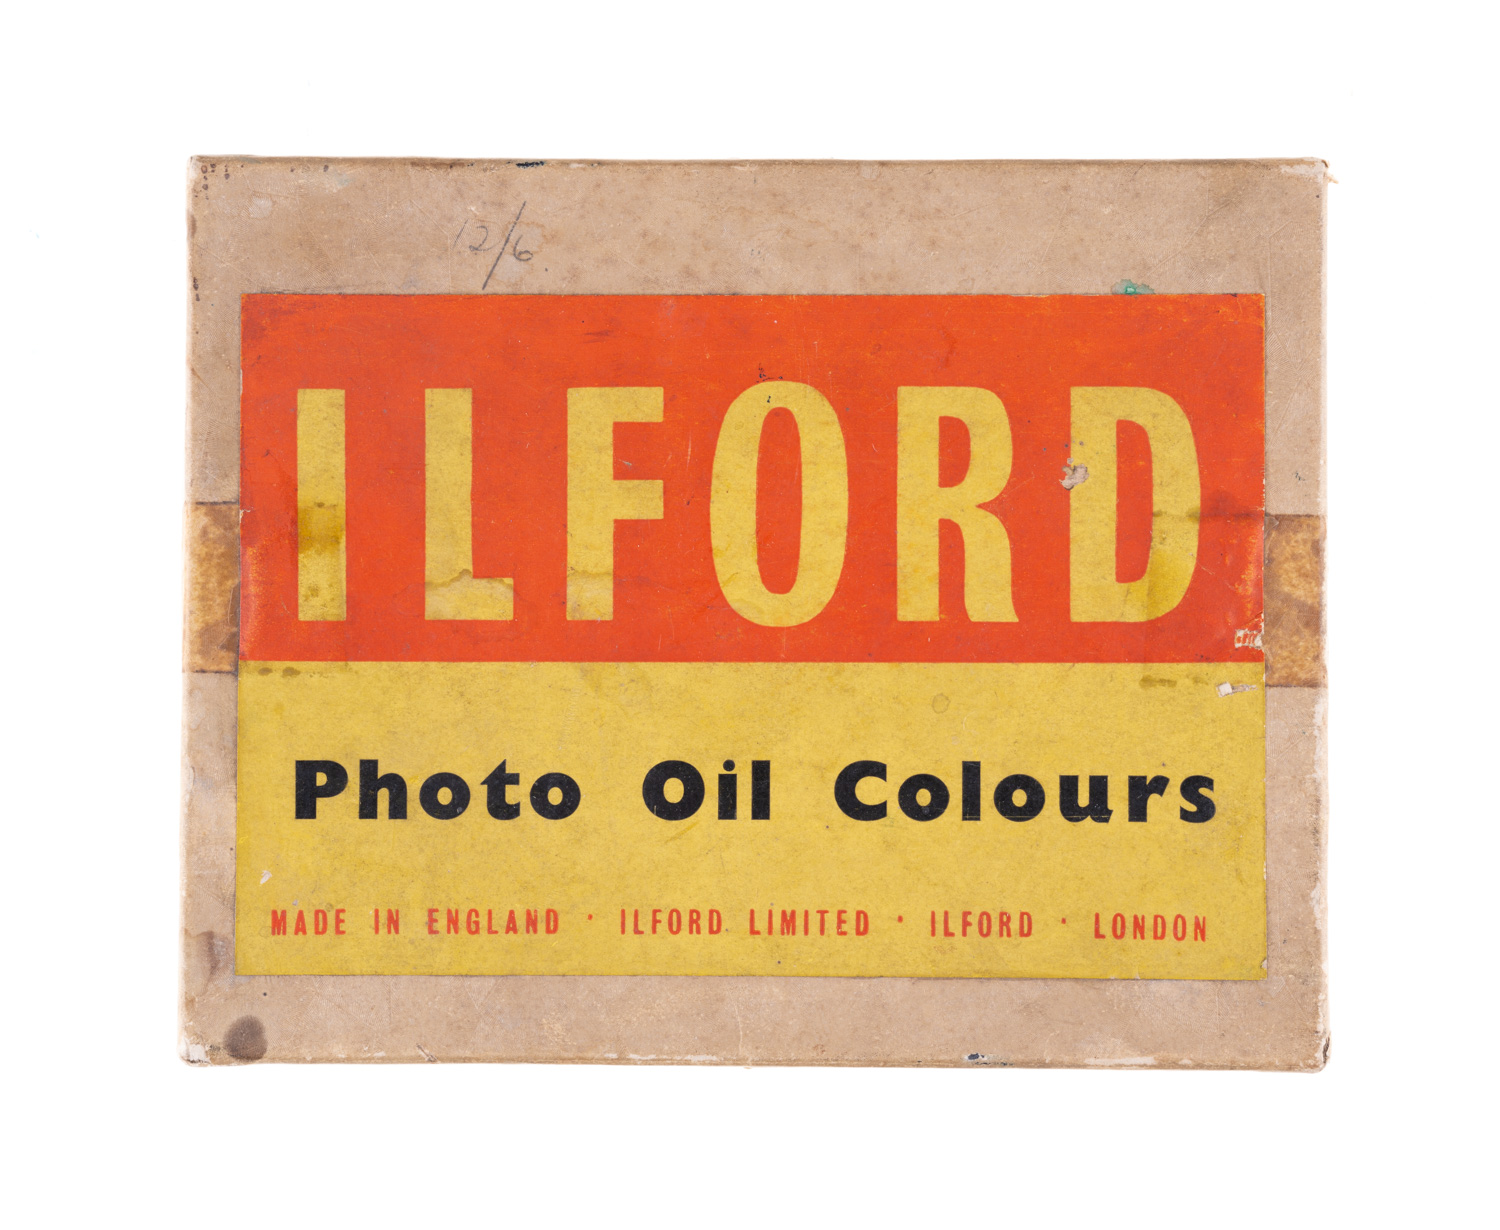 12/6
ILFORD
Photo Oil Colours
MADE IN ENGLAND · ILFORD LIMITED · ILFORD · LONDON